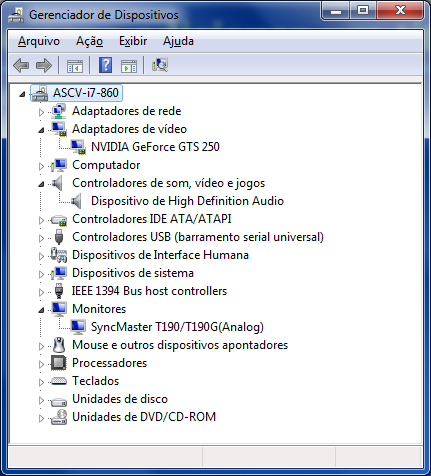 Gerenciador de Dispositivos
Arquivo Ação Exibir Ajuda
ASCV-i7-860
Adaptadores de rede
Adaptadores de vídeo
NVIDIA GeForce GTS 250
Computador
Controladores de som, vídeo e jogos
Dispositivo de High Definition Audio
Controladores IDE ATA/ATAPI
Controladores USB (barramento serial universal)
Dispositivos de Interface Humana
Dispositivos de sistema
IEEE 1394 Bus host controllers
Monitores
SyncMaster T190/T190G(Analog)
Mouse e outros dispositivos apontadores
Processadores
Teclados
Unidades de disco
Unidades de DVD/CD-ROM